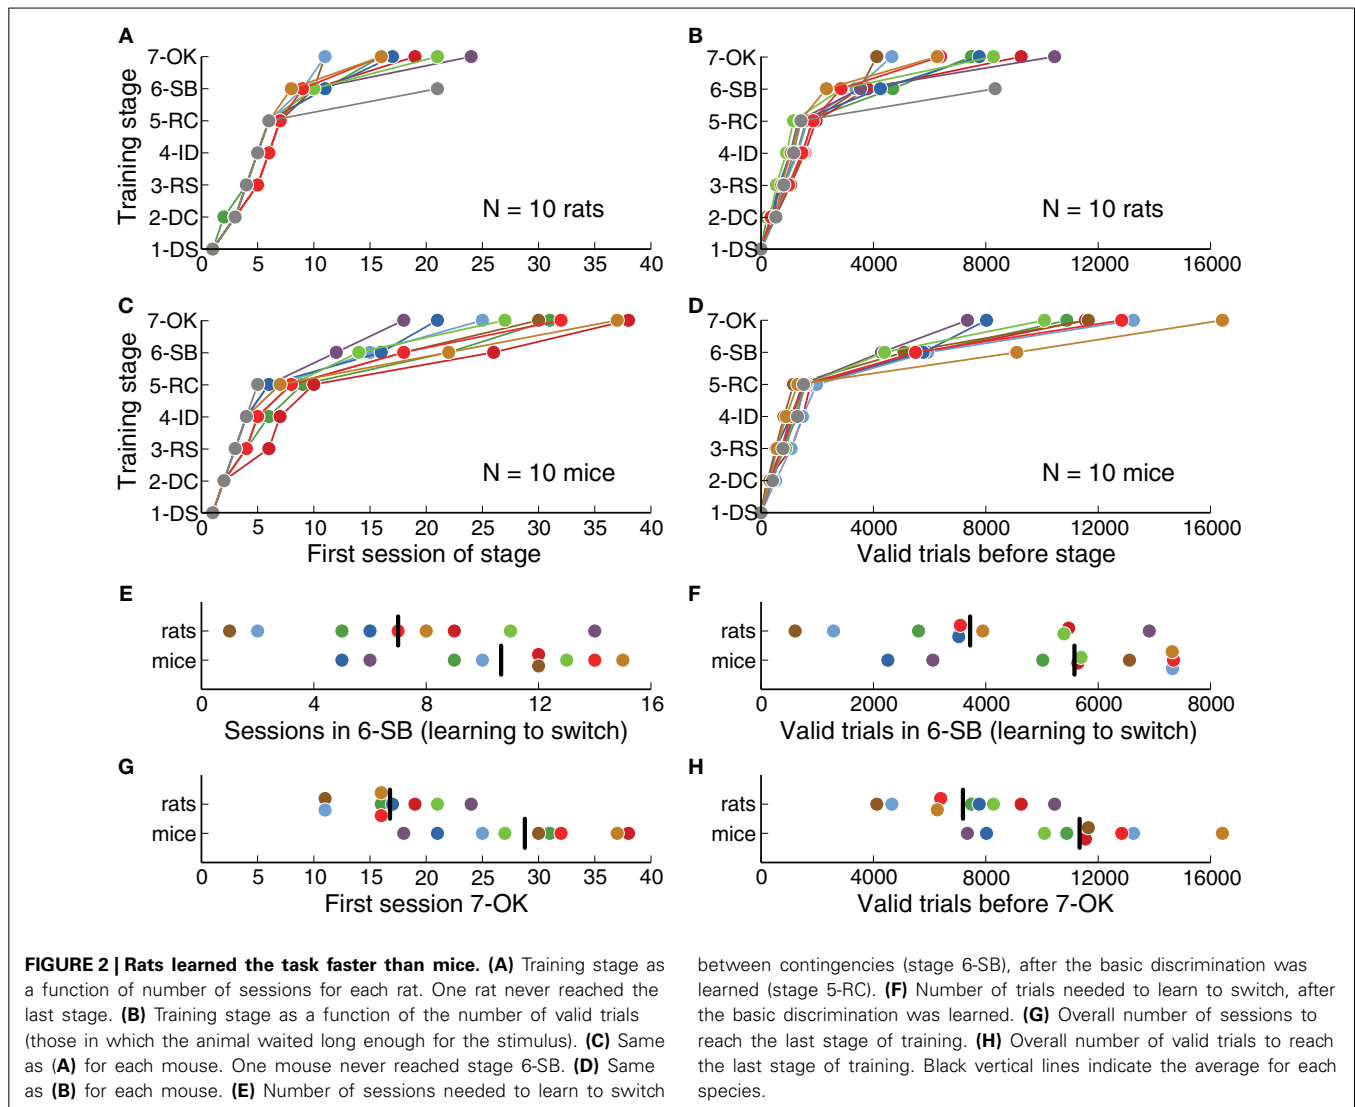 A
7-OK
6-SB
5-RC
4-ID
3-RS
2-DC
1-DS
Training stage
N = 10 rats
0 5 10 15 20 25 30 35 40
B
7-OK
6-SB
5-RC
4-ID
3-RS
2-DC
1-DS
N = 10 rats
0 4000 8000 12000 16000
C
7-OK
6-SB
5-RC
4-ID
3-RS
2-DC
1-DS
Training stage
N = 10 mice
0 5 10 15 20 25 30 35 40
First session of stage
D
7-OK
6-SB
5-RC
4-ID
3-RS
2-DC
1-DS
N = 10 mice
0 4000 8000 12000 16000
Valid trials before stage
E
rats
mice
0 4 8 12 16
Sessions in 6-SB (learning to switch)
F
rats
mice
0 2000 4000 6000 8000
Valid trials in 6-SB (learning to switch)
G
rats
mice
0 5 10 15 20 25 30 35 40
First session 7-OK
H
rats
mice
0 4000 8000 12000 16000
Valid trials before 7-OK
FIGURE 2 | Rats learned the task faster than mice. (A) Training stage as
a function of number of sessions for each rat. One rat never reached the
last stage. (B) Training stage as a function of the number of valid trials
(those in which the animal waited long enough for the stimulus). (C) Same
as (A) for each mouse. One mouse never reached stage 6-SB. (D) Same
as (B) for each mouse. (E) Number of sessions needed to learn to switch
between contingencies (stage 6-SB), after the basic discrimination was
learned (stage 5-RC). (F) Number of trials needed to learn to switch, after
the basic discrimination was learned. (G) Overall number of sessions to
reach the last stage of training. (H) Overall number of valid trials to reach
the last stage of training. Black vertical lines indicate the average for each
species.